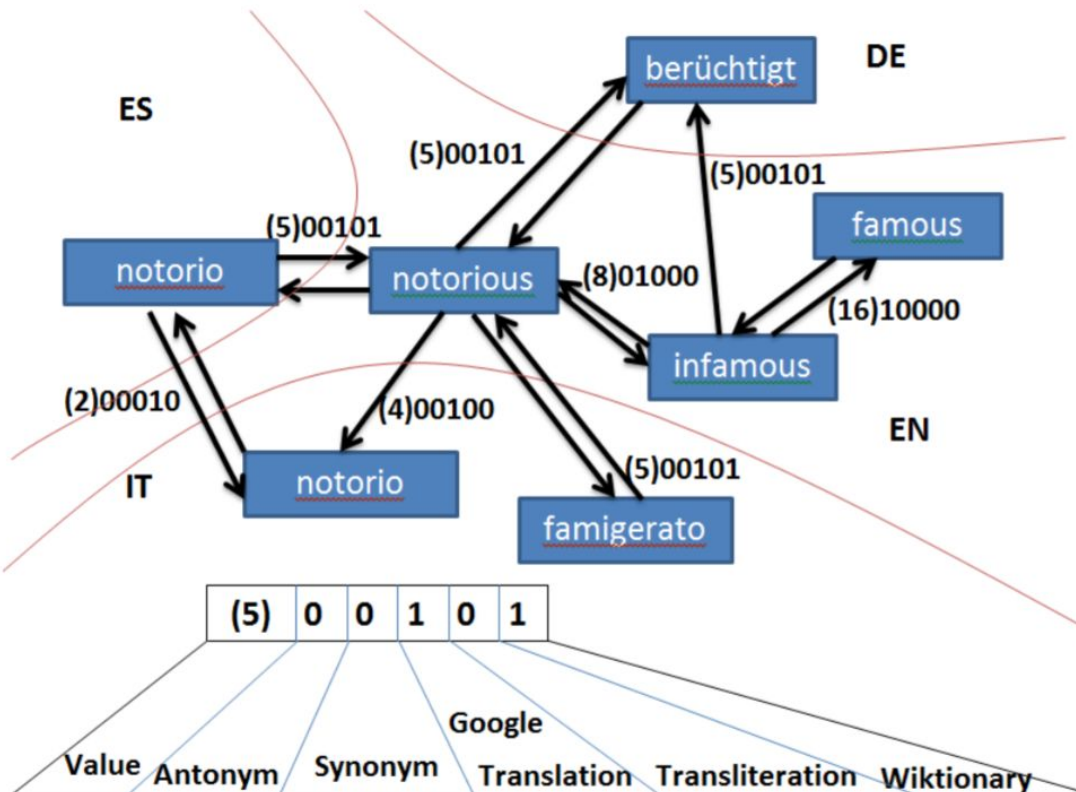 berüchtigt
DE
ES
(5)00101
(5)00101
famous
(5)00101
notorio
notorious
(8)01000
(16)10000
infamous
(2)00010
(4)00100
EN
IT
notorio
(5)00101
famigerato
(5) 0 0 1 0 1
Google
Value Antonym Synonym Translation Transliteration Wiktionary